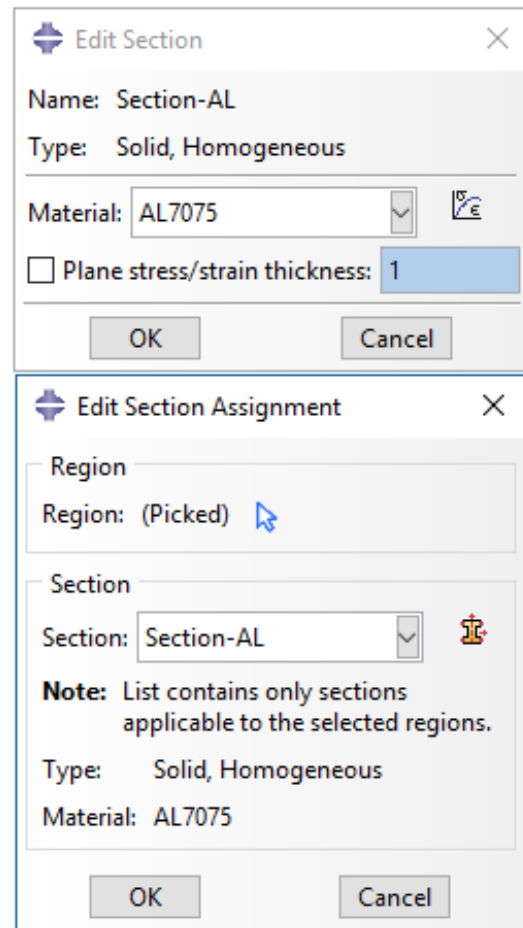 Edit Section
Name: Section-AL
Type: Solid, Homogeneous
Material: AL7075
Plane stress/strain thickness: 1
OK Cancel
Edit Section Assignment
Region
Region: (Picked)
Section
Section: Section-AL
Note: List contains only sections
applicable to the selected regions.
Type: Solid, Homogeneous
Material: AL7075
OK Cancel